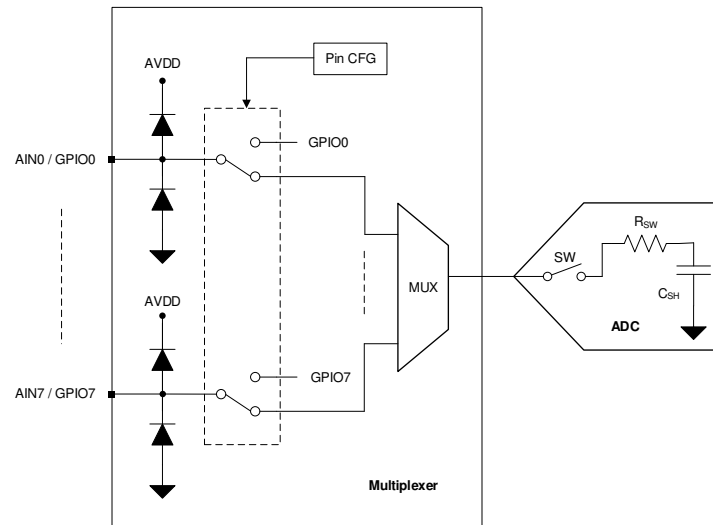 Pin CFG
AVDD
GPIO0
AIN0 / GPIO0
MUX
SW
RSW
CSH
ADC
AVDD
GPIO7
AIN7 / GPIO7
Multiplexer